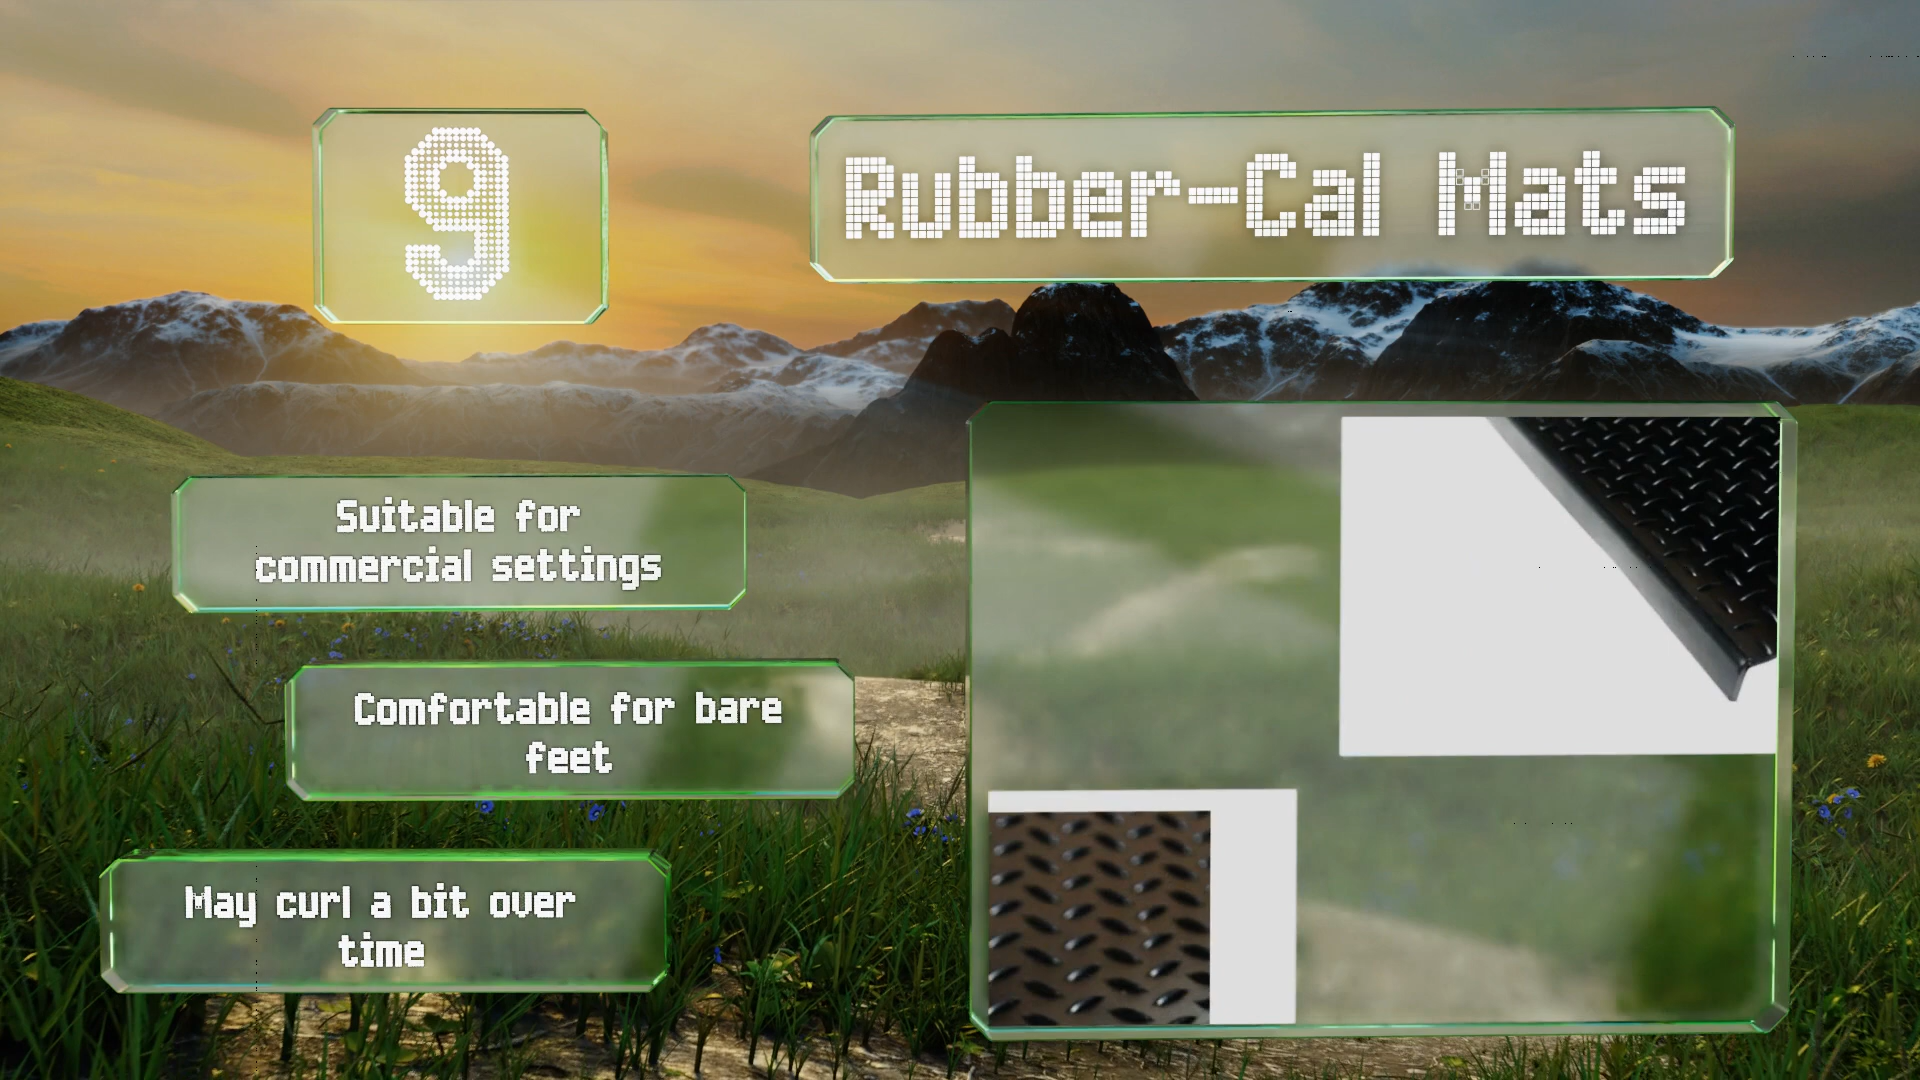 9
Rubber-Cal Mats
Suitable for
commercial settings
Comfortable for bare
feet
May curl a bit over
time